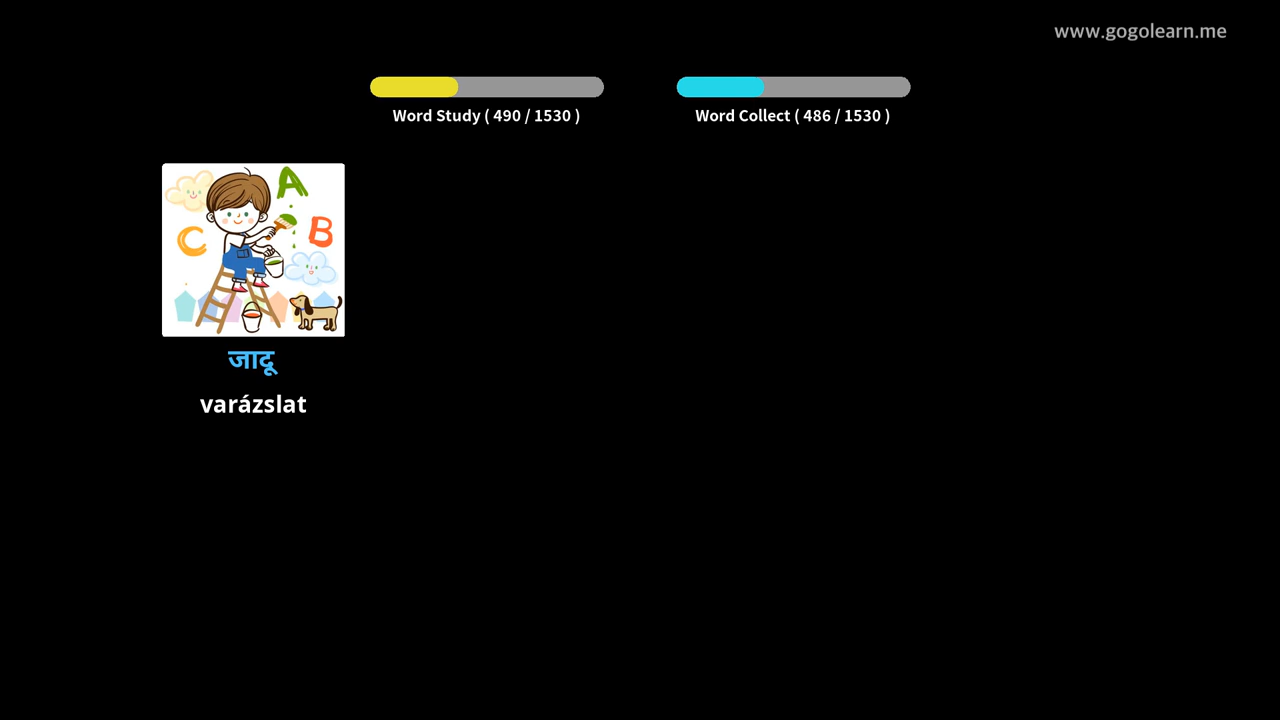 www.gogolearn.me
Word Study ( 490 / 1530 )
Word Collect ( 486 / 1530 )
A
B
C
जादू
varázslat